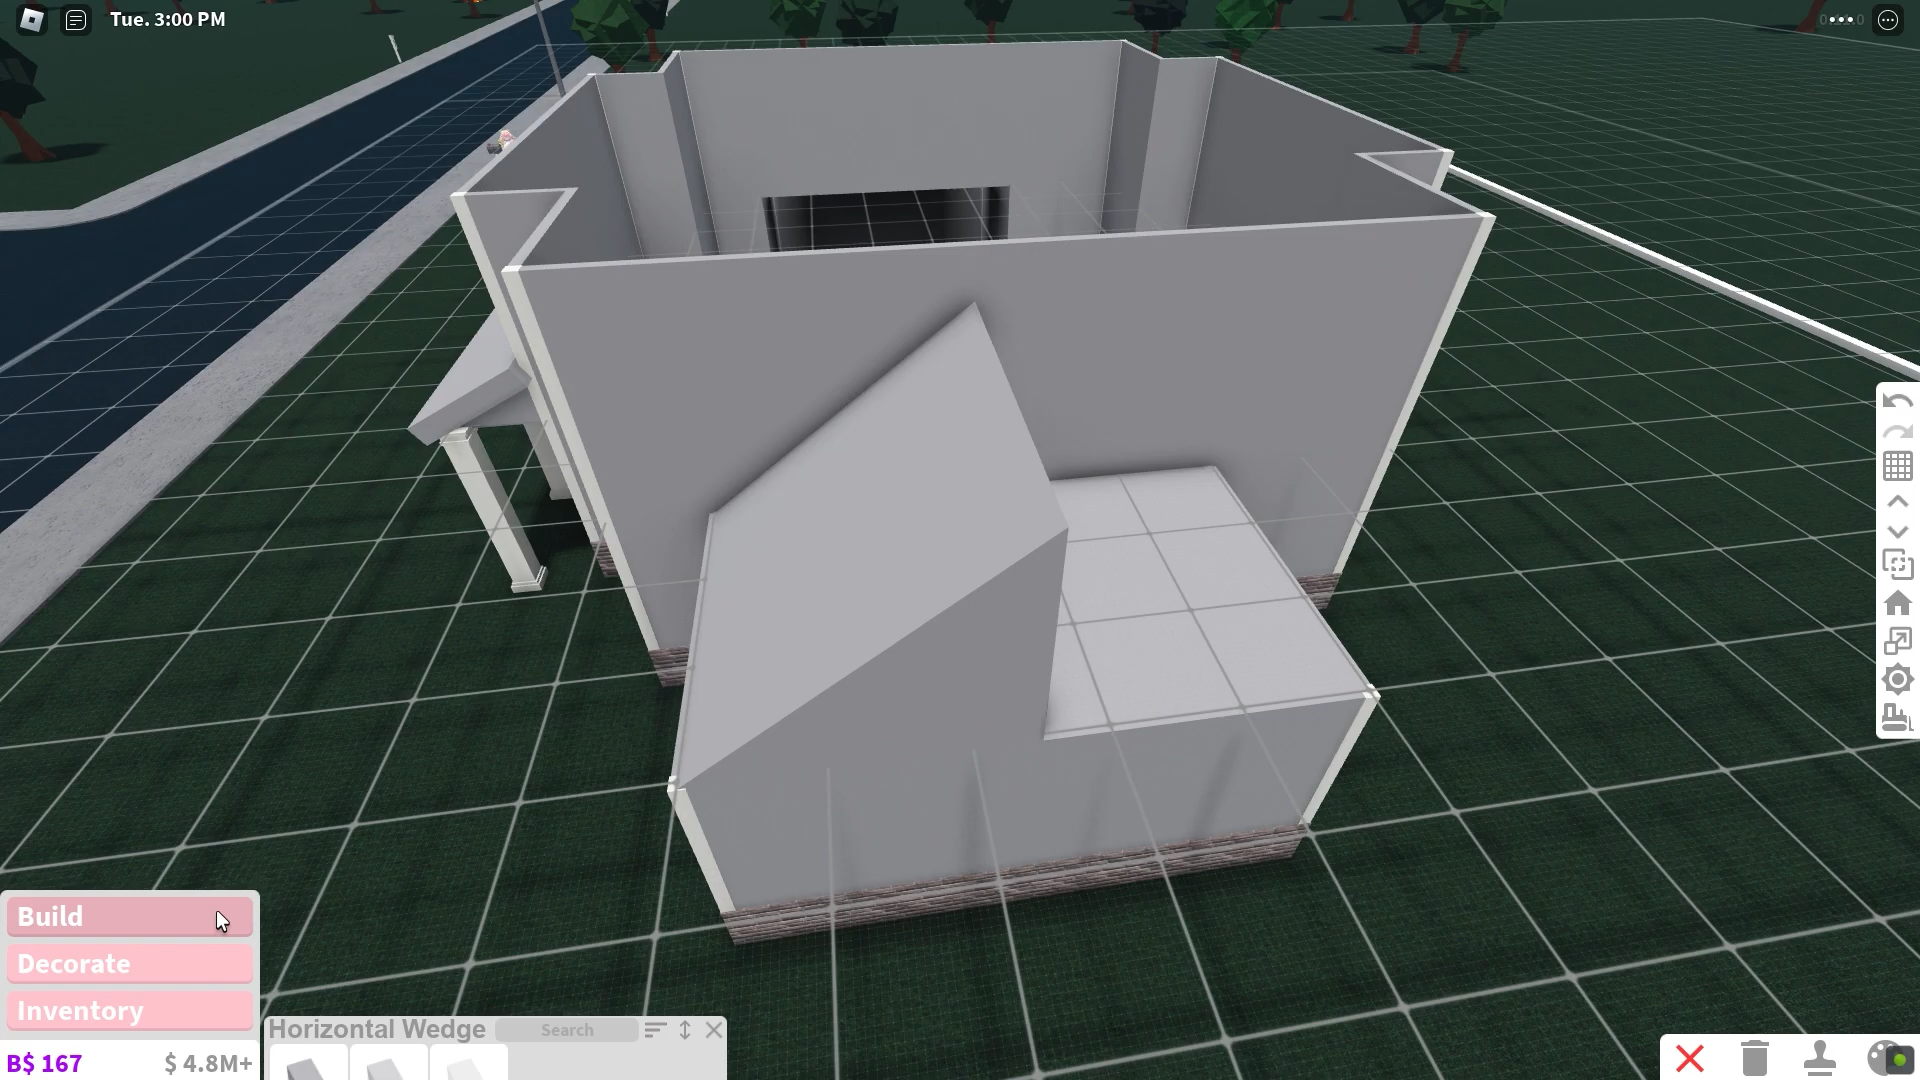 Tue. 3:00 PM
Build
Decorate
Inventory
Horizontal Wedge
Search
B$ 167
$ 4.8M+